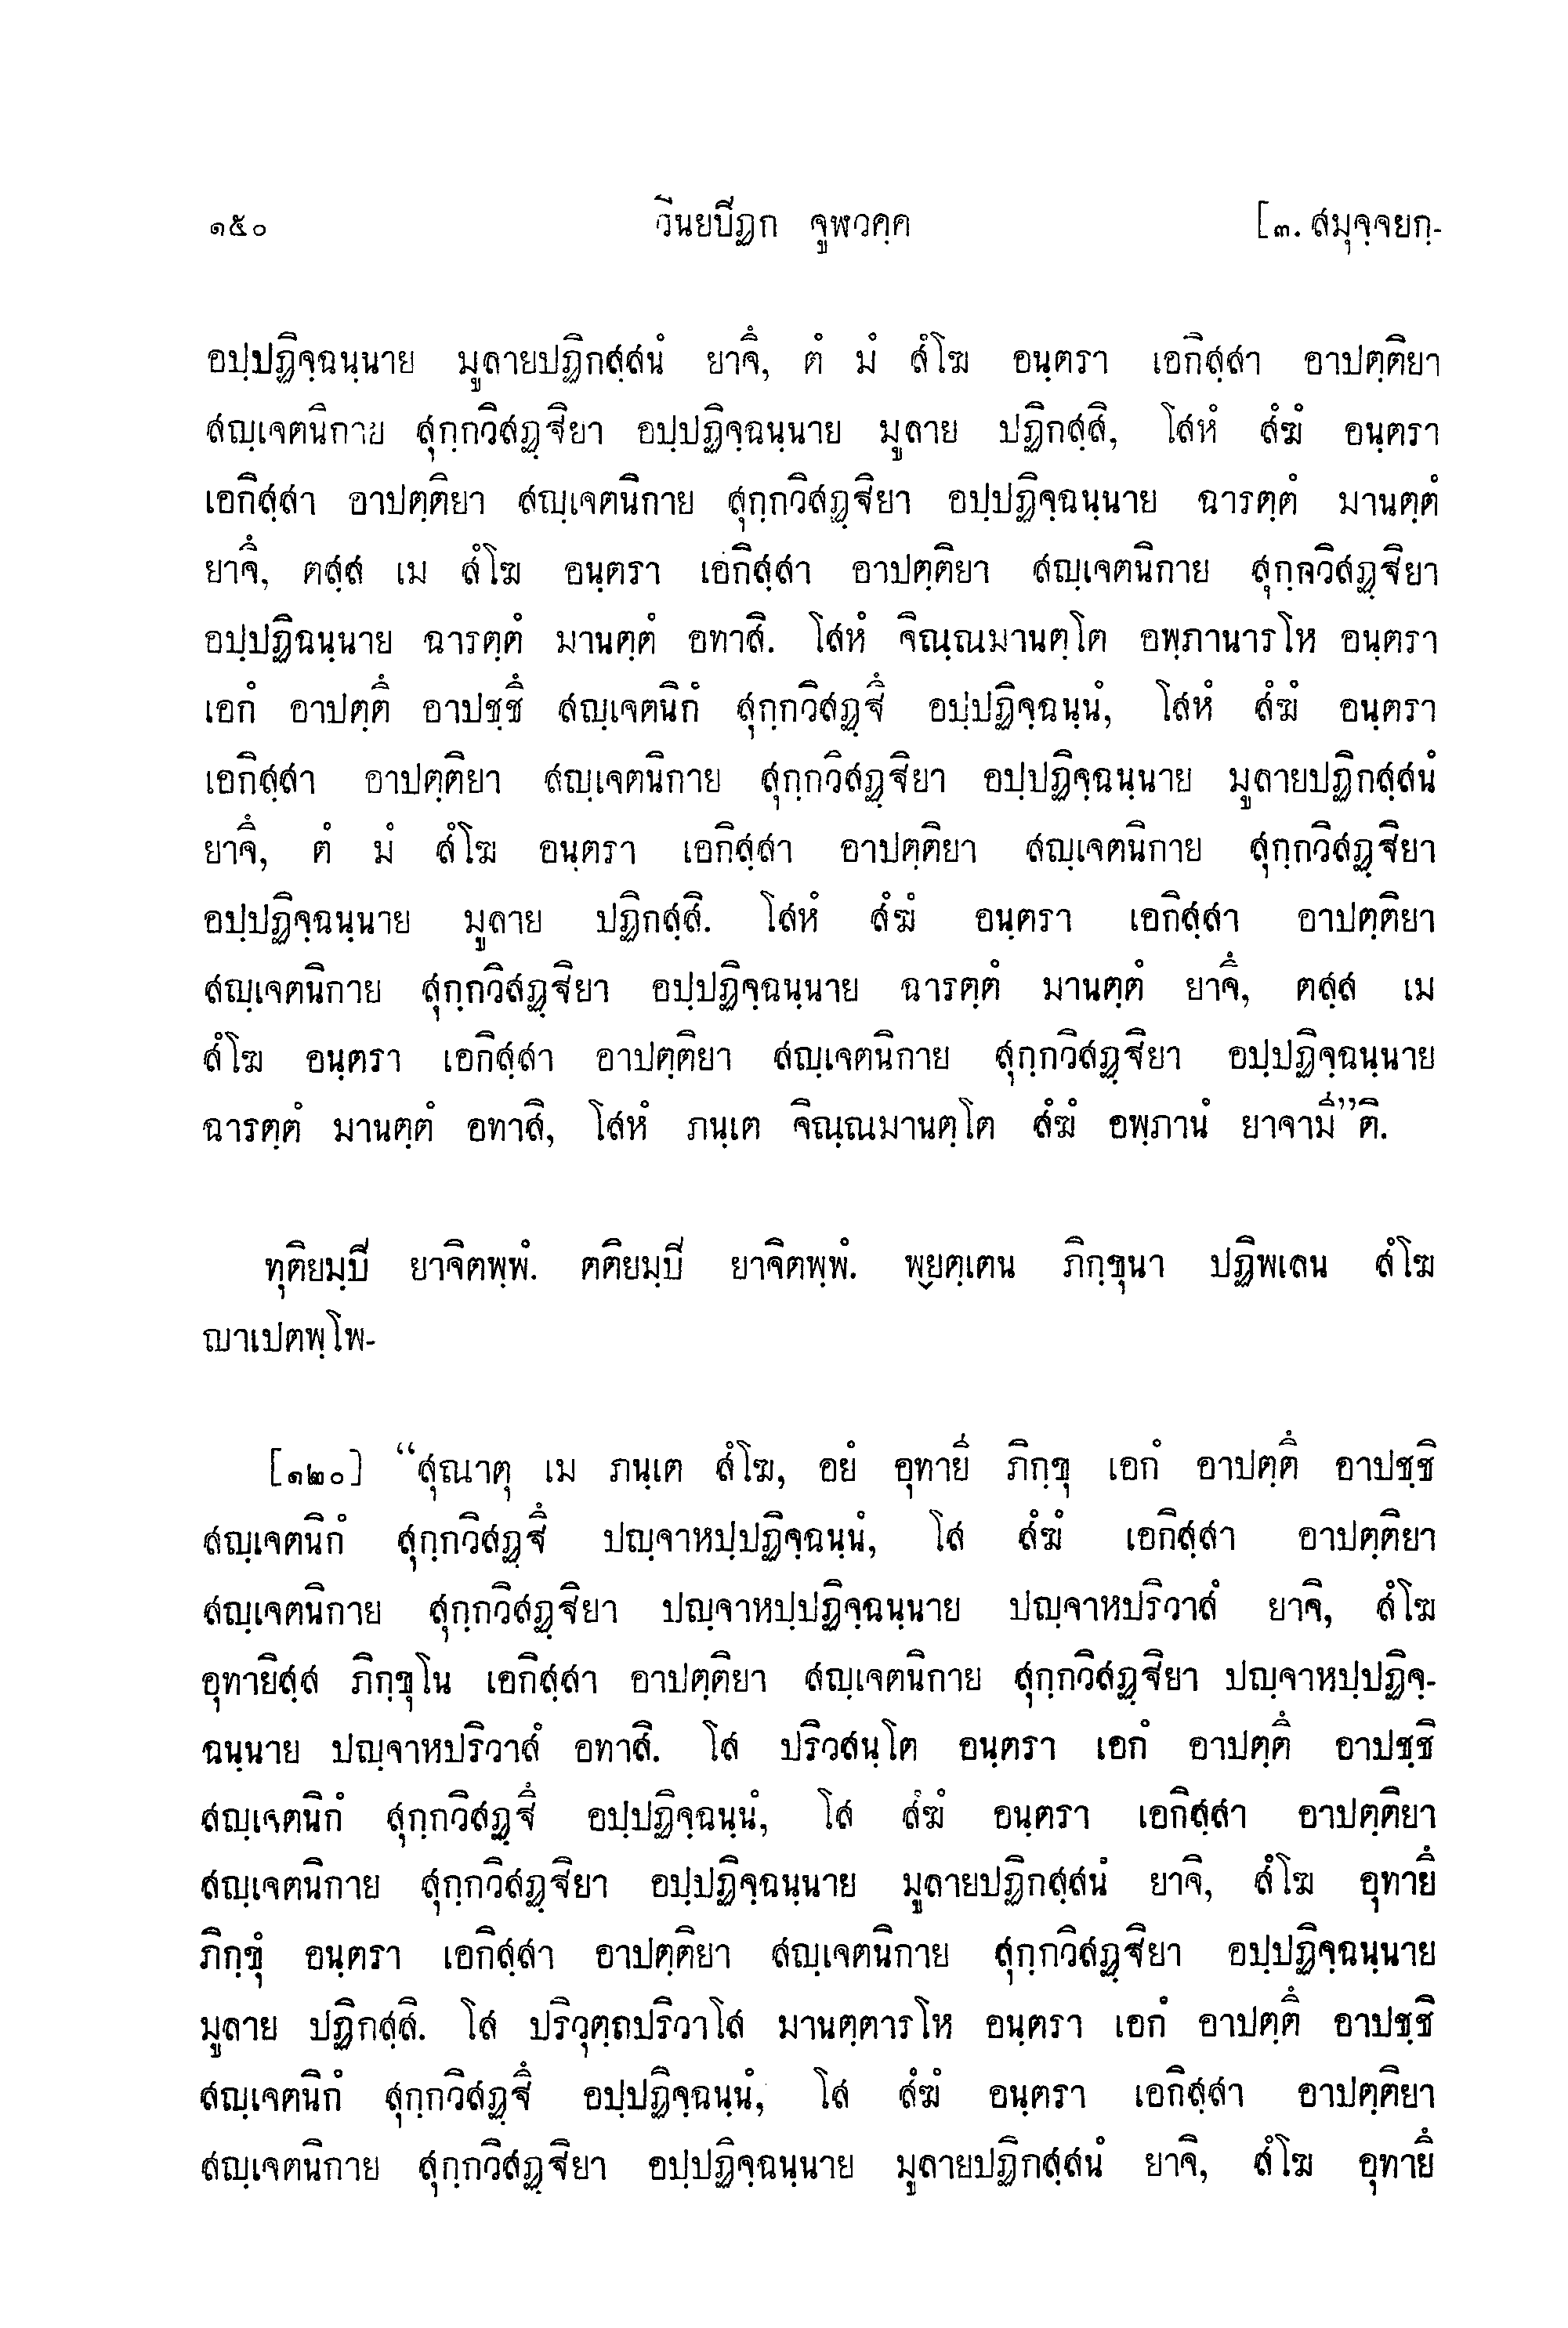 ๑๕๐ วินยปิฏก จูฬวคฺค [๓. สมุจฺจยกฺ-
อปฺปฏิจฺฉนฺนาย มูลายปฏิกสฺสนํ ยาจึ, ตํ มํ สํโฆ อนฺตรา เอกิสฺสา อาปตฺติยา
สญฺเจตนิกาย สุกฺกวิสฏฺฐิยา อปฺปฏิจฺฉนฺนาย มูลาย ปฏิกสฺสิ, โสหํ สํฆํ อนฺตรา
เอกิสฺสา อาปตฺติยา สญฺเจตนิกาย สุกฺกวิสฏฺฐิยา อปฺปฏิจฺฉนฺนาย ฉารตฺตํ มานตฺตํ
ยาจึ, ตสฺส เม สํโฆ อนฺตรา เอกิสฺสา อาปตฺติยา สญฺเจตนิกาย สุกฺกวิสฏฺฐิยา
อปฺปฏิฉนฺนาย ฉารตฺตํ มานตฺตํ อทาสิ. โสหํ จิณฺณมานตฺโต อพฺภานารโห อนฺตรา
เอกํ อาปตฺตึ อาปชฺชึ สญฺเจตนิกํ สุกฺกวิสฏฺฐึ อปฺปฏิจฺฉนฺนํ, โสหํ สํฆํ อนฺตรา
เอกิสฺสา อาปตฺติยา สญฺเจตนิกาย สุกฺกวิสฏฺฐิยา อปฺปฏิจฺฉนฺนาย มูลายปฏิกสฺสนํ
ยาจึ, ตํ มํ สํโฆ อนฺตรา เอกิสฺสา อาปตฺติยา สญฺเจตนิกาย สุกฺกวิสฏฺฐิยา
อปฺปฏิจฺฉนฺนาย มูลาย ปฏิกสฺสิ. โสหํ สํฆํ อนฺตรา เอกิสฺสา อาปตฺติยา
สญฺเจตนิกาย สุกฺกวิสฏฺฐิยา อปฺปฏิจฺฉนฺนาย ฉารตฺตํ มานตฺตํ ยาจึ, ตสฺส เม
สํโฆ อนฺตรา เอกิสฺสา อาปตฺติยา สญฺเจตนิกาย สุกฺกวิสฏฺฐิยา อปฺปฏิจฺฉนฺนาย
ฉารตฺตํ มานตฺตํ อทาสิ, โสหํ ภนฺเต จิณฺณมานตฺโต สํฆํ อพฺภานํ ยาจามี”ติ.
ทุติยมฺปิ ยาจิตพฺพํ. ตติยมฺปิ ยาจิตพฺพํ. พฺยตฺเตน ภิกฺขุนา ปฏิพเลน สํโฆ
ญาเปตพฺโพ-
[๑๒๐] “สุณาตุ เม ภนฺเต สํโฆ, อยํ อุทายี ภิกฺขุ เอกํ อาปตฺตึ อาปชฺชิ
สญฺเจตนิกํ สุกฺกวิสฏฺฐึ ปญฺจาหปฺปฏิจฺฉนฺนํ, โส สํฆํ เอกิสฺสา อาปตฺติยา
สญฺเจตนิกาย สุกฺกวิสฏฺฐิยา ปญฺจาหปฺปฏิจฺฉนฺนาย ปญฺจาหปริวาสํ ยาจิ, สํโฆ
อุทายิสฺส ภิกฺขุโน เอกิสฺสา อาปตฺติยา สญฺเจตนิกาย สุกฺกวิสฏฺฐิยา ปญฺจาหปฺปฏิจฺ-
ฉนฺนาย ปญฺจาหปริวาสํ อทาสิ. โส ปริวสนฺโต อนฺตรา เอกํ อาปตฺตึ อาปชฺชิ
สญฺเจตนิกํ สุกฺกวิสฏฺฐึ อปฺปฏิจฺฉนฺนํ, โส สํฆํ อนฺตรา เอกิสฺสา อาปตฺติยา
สญฺเจตนิกาย สุกฺกวิสฏฺฐิยา อปฺปฏิจฺฉนฺนาย มูลายปฏิกสฺสนํ ยาจิ, สํโฆ อุทายึ
ภิกฺขุํ อนฺตรา เอกิสฺสา อาปตฺติยา สญฺเจตนิกาย สุกฺกวิสฏฺฐิยา อปฺปฏิจฺฉนฺนาย
มูลาย ปฏิกสฺสิ. โส ปริวุตฺถปริวาโส มานตฺตารโห อนฺตรา เอกํ อาปตฺตึ อาปชฺชิ
สญฺเจตนิกํ สุกฺกวิสฏฺฐึ อปฺปฏิจฺฉนฺนํ, โส สํฆํ อนฺตรา เอกิสฺสา อาปตฺติยา
สญฺเจตนิกาย สุกฺกวิสฏฺฐิยา อปฺปฏิจฺฉนฺนาย มูลายปฏิกสฺสนํ ยาจิ, สํโฆ อุทายึ